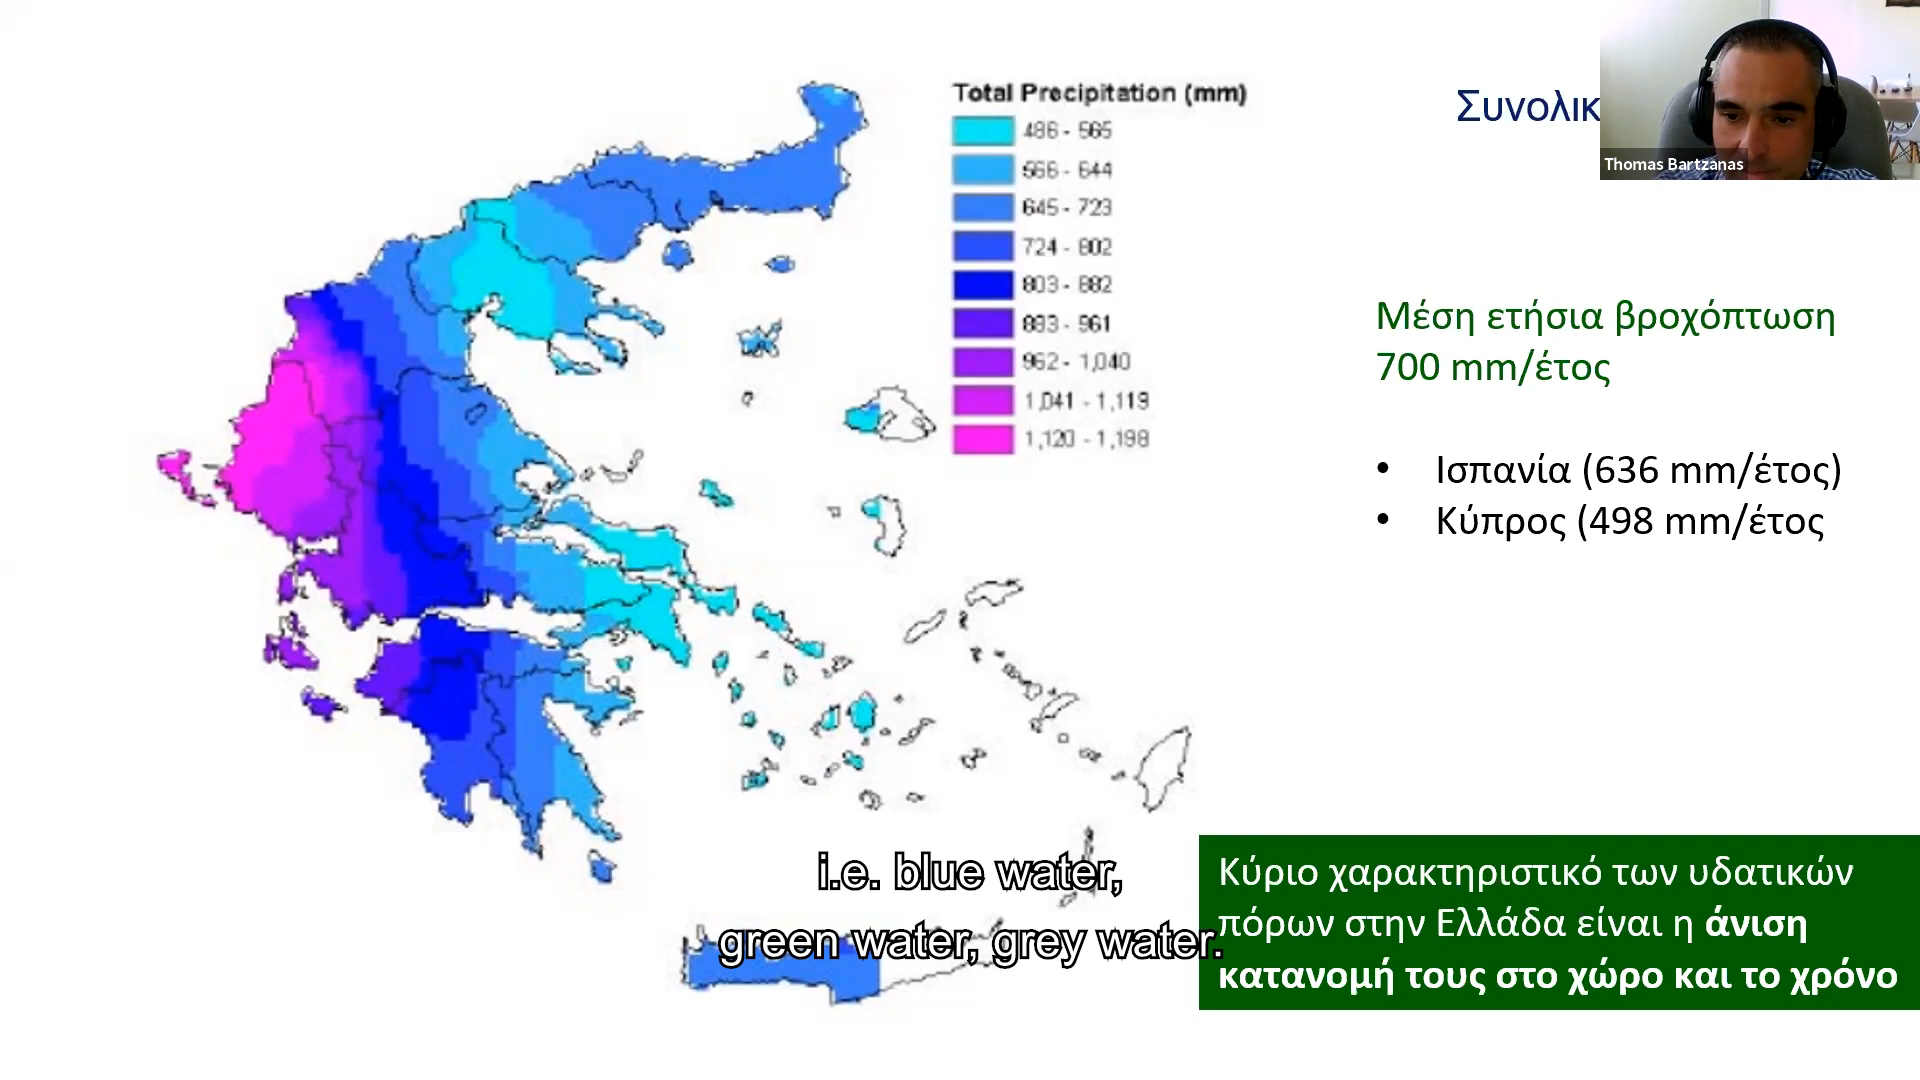 Total Precipitation (mm)
486 - 565
566 - 644
645 - 723
724 - 802
803 - 882
883 - 961
962 - 1,040
1,041 - 1,119
1,120 - 1,198
Συνολικ
Thomas Bartzanas
Μέση ετήσια βροχόπτωση
700 mm/έτος
• Ισπανία (636 mm/έτος)
• Κύπρος (498 mm/έτος
i.e. blue water,
green water, grey water.
Κύριο χαρακτηριστικό των υδατικών
πόρων στην Ελλάδα είναι η άνιση
κατανομή τους στο χώρο και το χρόνο